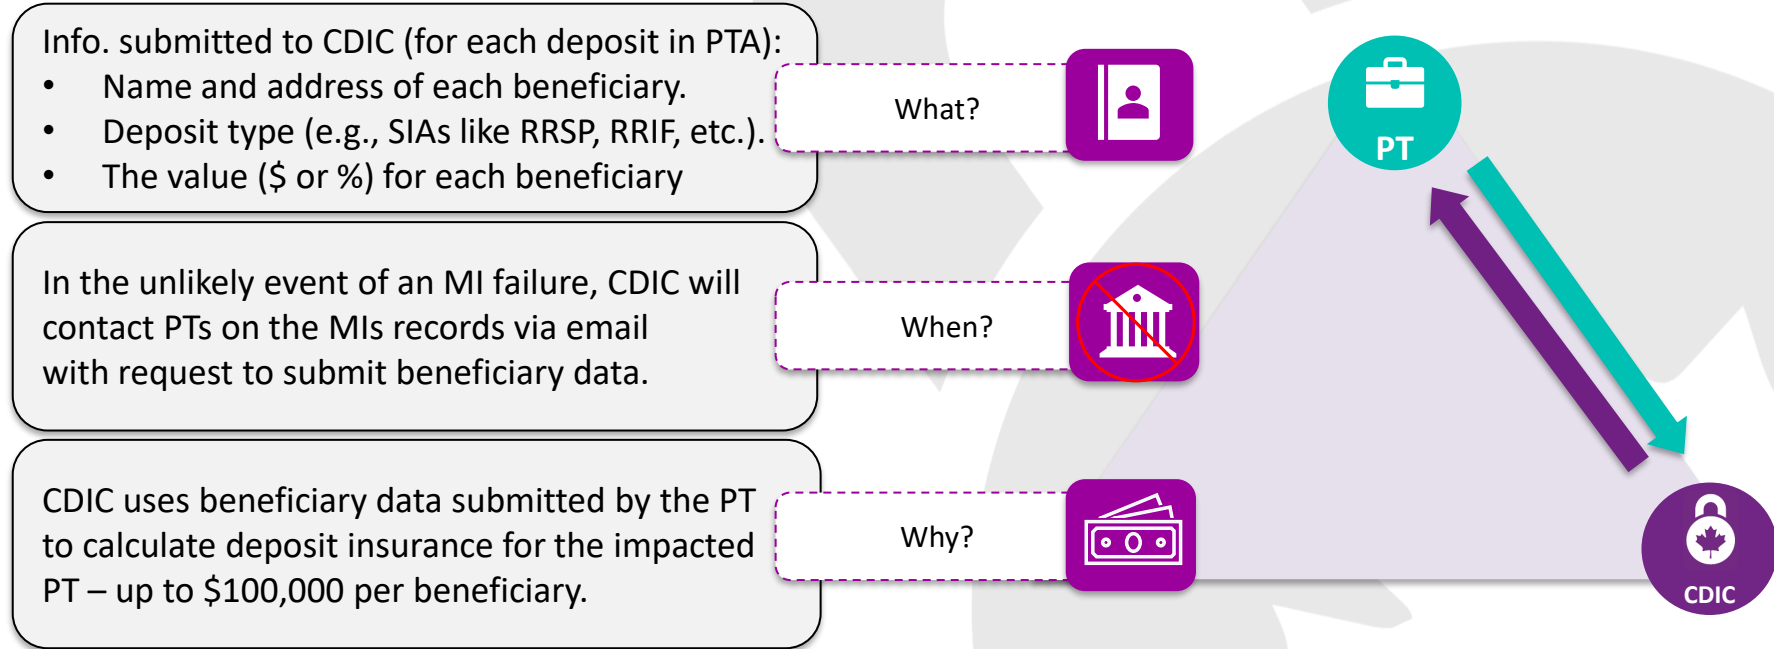 Info. submitted to CDIC (for each deposit in PTA):
• Name and address of each beneficiary.
• Deposit type (e.g., SIAs like RRSP, RRIF, etc.).
• The value ($ or %) for each beneficiary
What?
In the unlikely event of an MI failure, CDIC will
contact PTs on the MIs records via email
with request to submit beneficiary data.
When?
CDIC uses beneficiary data submitted by the PT
to calculate deposit insurance for the impacted
PT – up to $100,000 per beneficiary.
Why?
PT
CDIC